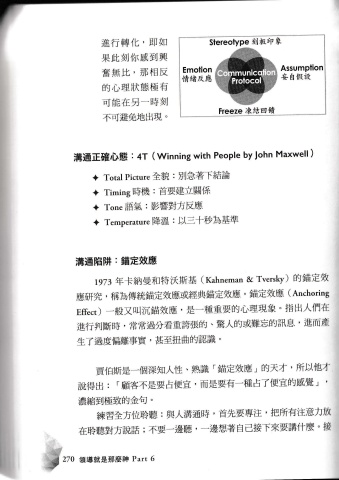 進行轉化，即如
果此刻你感到興
奮無比，那相反
的心理狀態極有
可能在另一時刻
不可避免地出現。
Stereotype 刻板印象
Emotion
情緒反應
Communication
Protocol
Assumption
妄自假設
Freeze 凍結回饋
溝通正確心態：4T（Winning with People by John Maxwell）
✦ Total Picture 全貌：別急著下結論
✦ Timing 時機：首要建立關係
✦ Tone 語氣：影響對方反應
✦ Temperature 降溫：以三十秒為基準
溝通陷阱：錨定效應
1973 年卡納曼和特沃斯基（Kahneman & Tversky）的錨定效
應研究，稱為傳統錨定效應或經典錨定效應。錨定效應（Anchoring
Effect）一般又叫沉錨效應，是一種重要的心理現象。指出人們在
進行判斷時，常常過分看重誇張的、驚人的或難忘的訊息，進而產
生了過度偏離事實，甚至扭曲的認識。
賈伯斯是一個深知人性、熟識「錨定效應」的天才，所以他才
說得出：「顧客不是要占便宜，而是要有一種占了便宜的感覺」，
濃縮到極致的金句。
練習全方位聆聽：與人溝通時，首先要專注，把所有注意力放
在聆聽對方說話；不要一邊聽，一邊想著自己接下來要講什麼。接
270 領導就是那麼神 Part 6